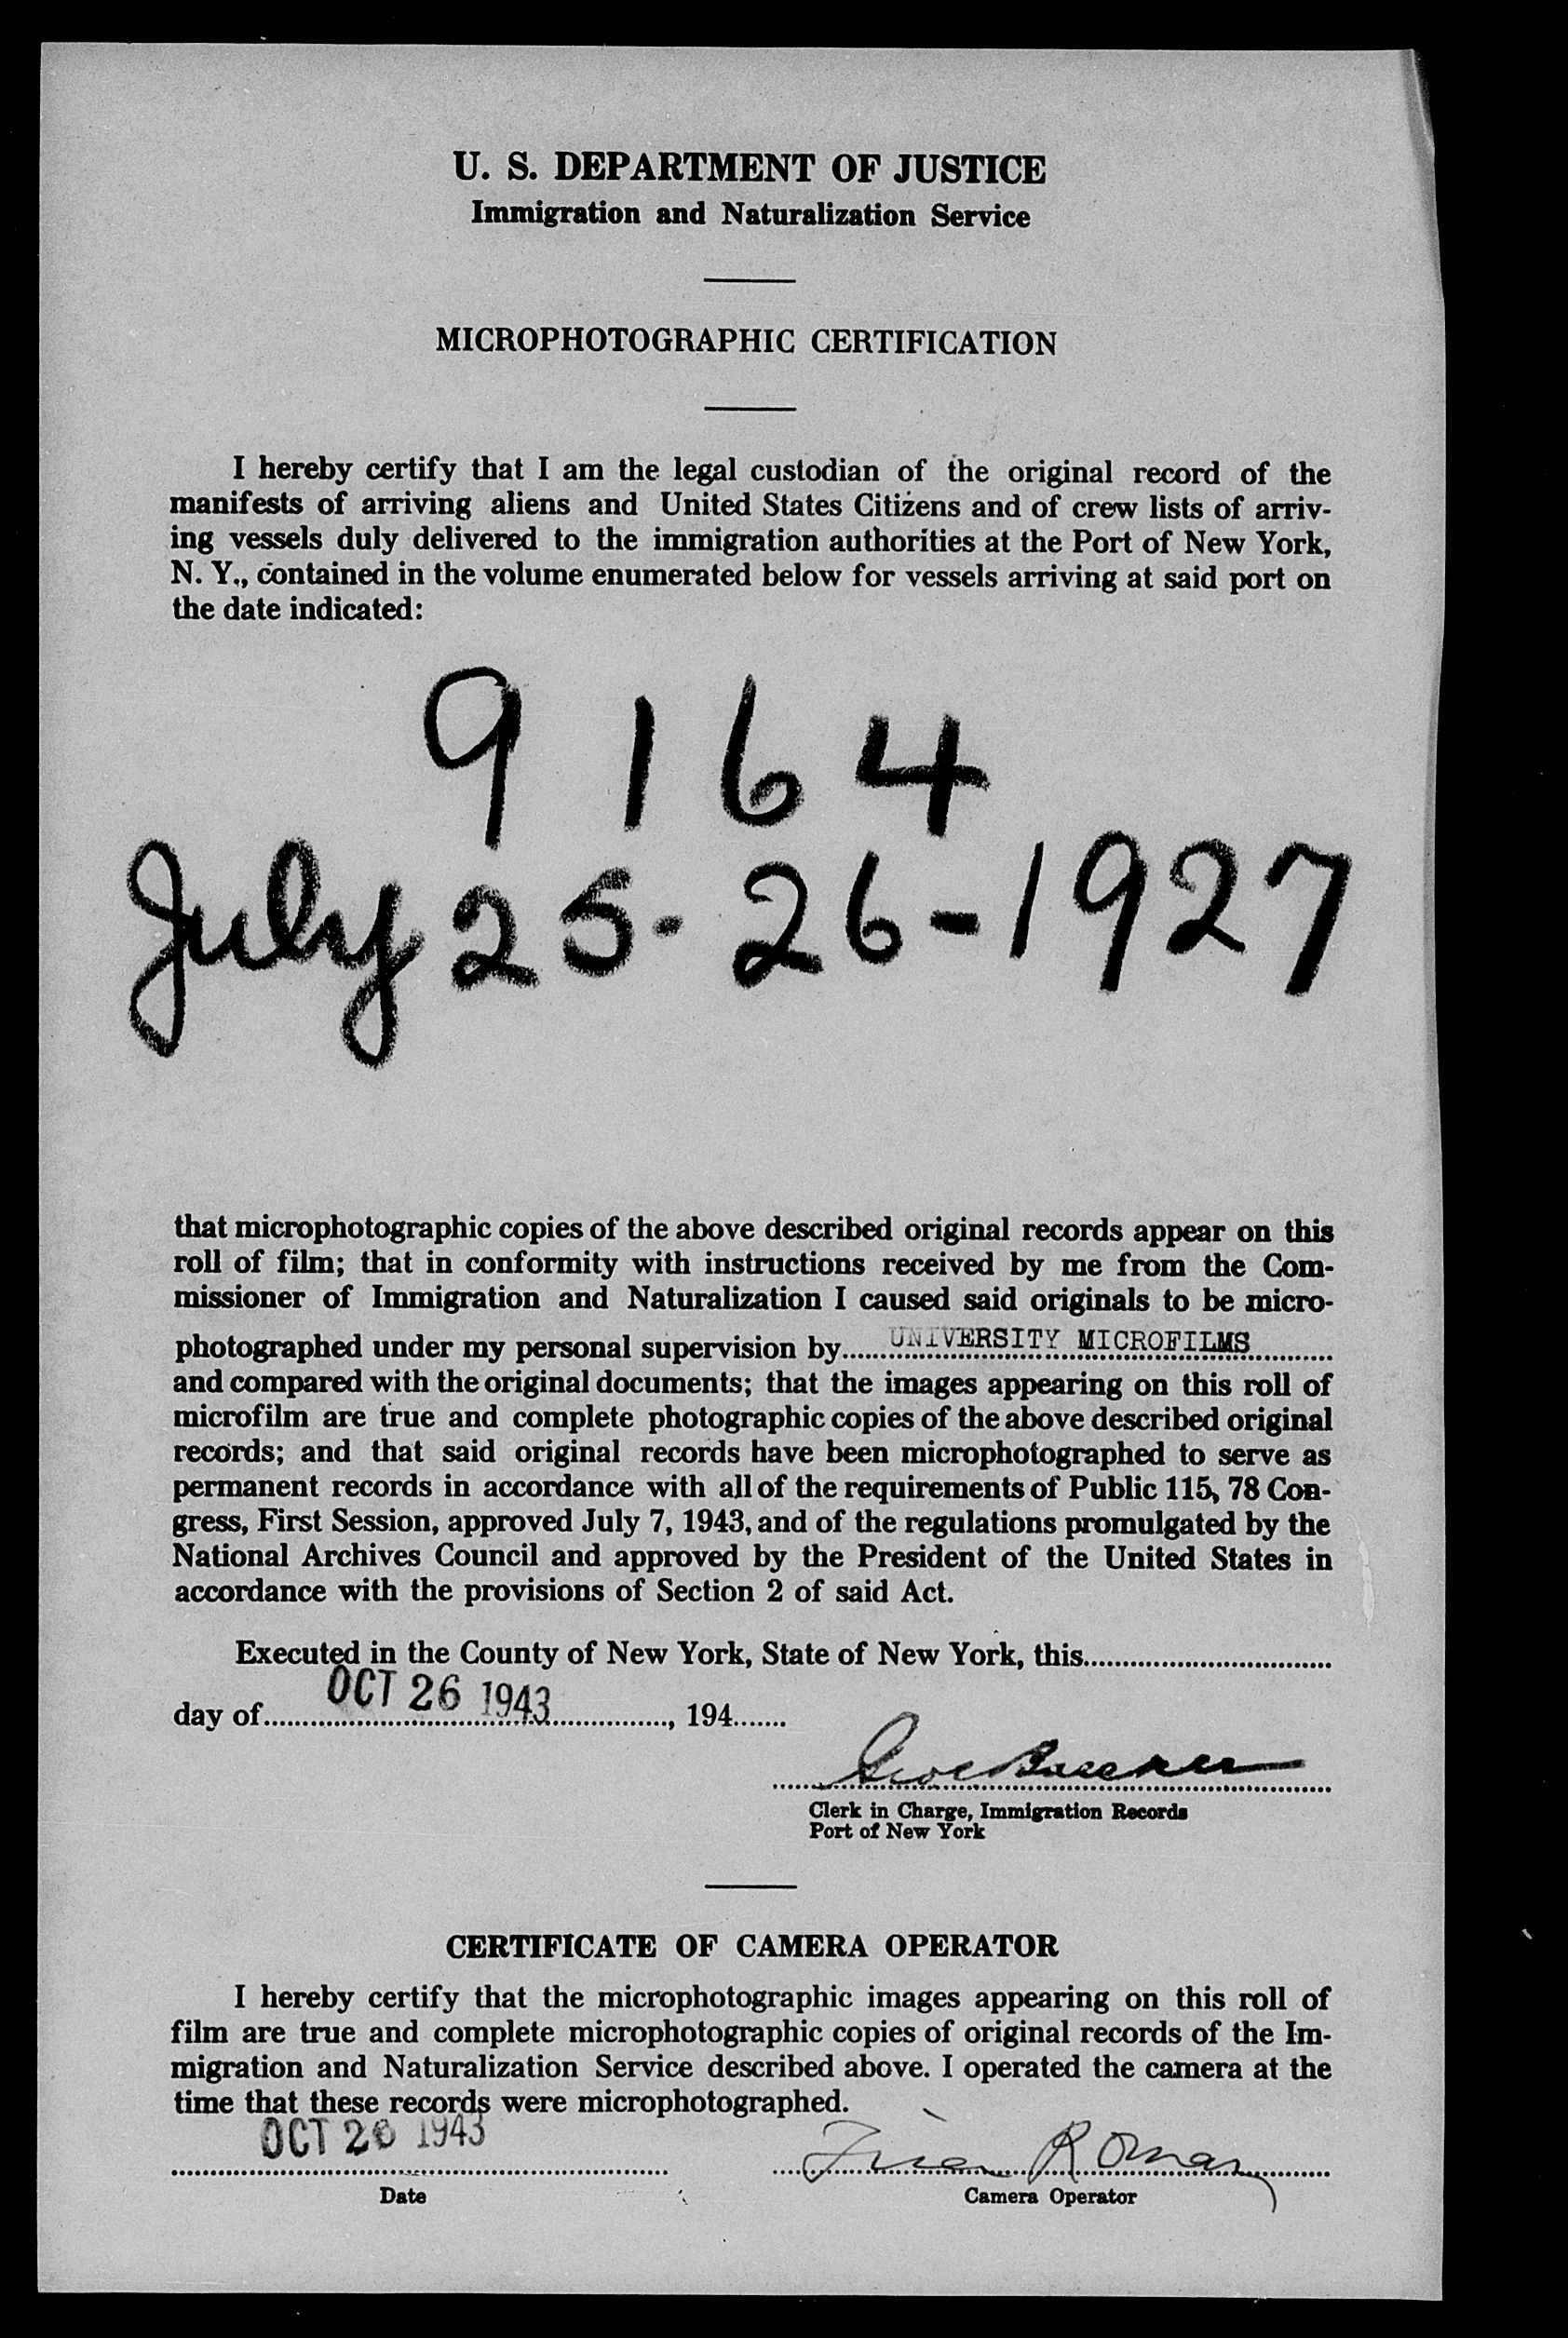 U. S. DEPARTMENT OF JUSTICE
Immigration and Naturalization Service
MICROPHOTOGRAPHIC CERTIFICATION
I hereby certify that I am the legal custodian of the original record of the
manifests of arriving aliens and United States Citizens and of crew lists of arriv-
ing vessels duly delivered to the immigration authorities at the Port of New York,
N. Y., contained in the volume enumerated below for vessels arriving at said port on
the date indicated:
9164
July 25-26-1927
that microphotographic copies of the above described original records appear on this
roll of film; that in conformity with instructions received by me from the Com-
missioner of Immigration and Naturalization I caused said originals to be micro-
photographed under my personal supervision by UNIVERSITY MICROFILMS
and compared with the original documents; that the images appearing on this roll of
microfilm are true and complete photographic copies of the above described original
records; and that said original records have been microphotographed to serve as
permanent records in accordance with all of the requirements of Public 115, 78 Con-
gress, First Session, approved July 7, 1943, and of the regulations promulgated by the
National Archives Council and approved by the President of the United States in
accordance with the provisions of Section 2 of said Act.
Executed in the County of New York, State of New York, this
day of OCT 26 1943, 194
Clerk in Charge, Immigration Records
Port of New York
CERTIFICATE OF CAMERA OPERATOR
I hereby certify that the microphotographic images appearing on this roll of
film are true and complete microphotographic copies of original records of the Im-
migration and Naturalization Service described above. I operated the camera at the
time that these records were microphotographed.
OCT 26 1943 Roman
Date Camera Operator